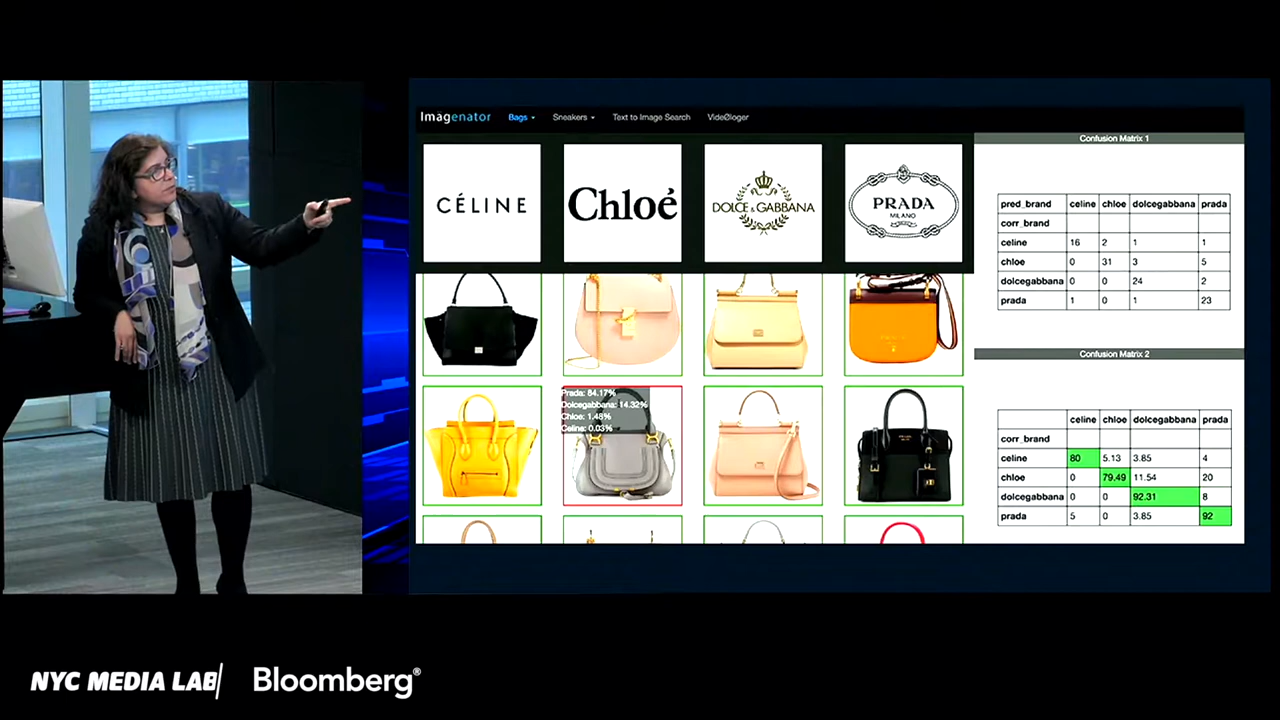 Imagenator Bags Sneakers Text to Image Search VideØloger
CÉLINE
Chloé
DOLCE & GABBANA
PRADA
MILANO
Prada: 84.17%
Dolcegabbana: 14.32%
Chloe: 1.48%
Celine: 0.03%
Confusion Matrix 1
pred_brand celine chloe dolcegabbana prada
corr_brand
celine 16 2 1 1
chloe 0 31 3 5
dolcegabbana 0 0 24 2
prada 1 0 1 23
Confusion Matrix 2
celine chloe dolcegabbana prada
corr_brand
celine 80 5.13 3.85 4
chloe 0 79.49 11.54 20
dolcegabbana 0 0 92.31 8
prada 5 0 3.85 92
NYC MEDIA LAB
Bloomberg®